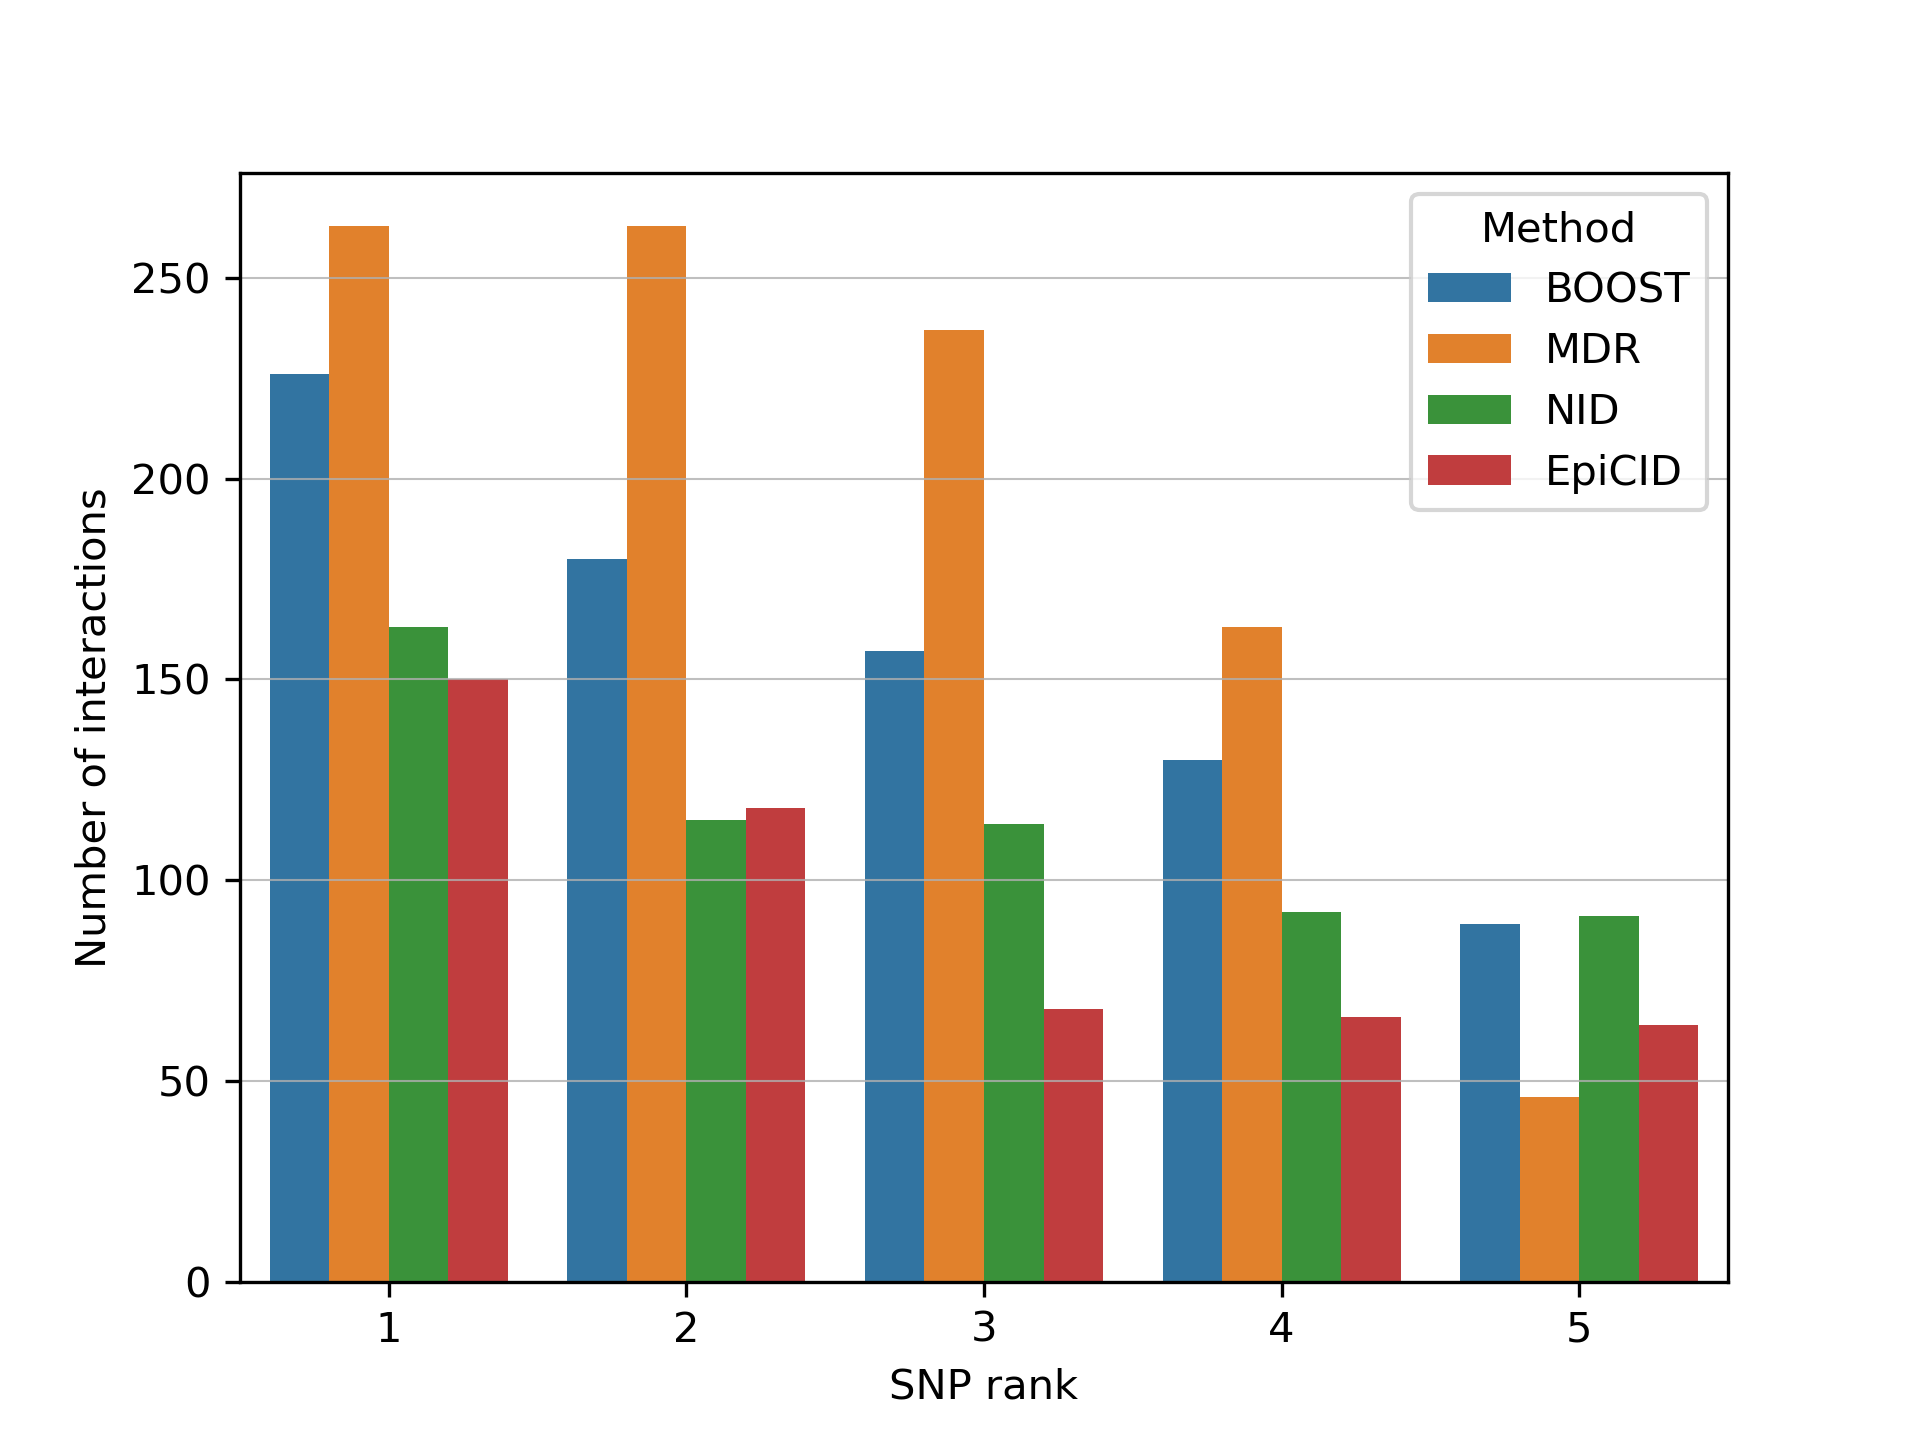 Method
BOOST
MDR
NID
EpiCID
Number of interactions
250
200
150
100
50
0
1 2 3 4 5
SNP rank